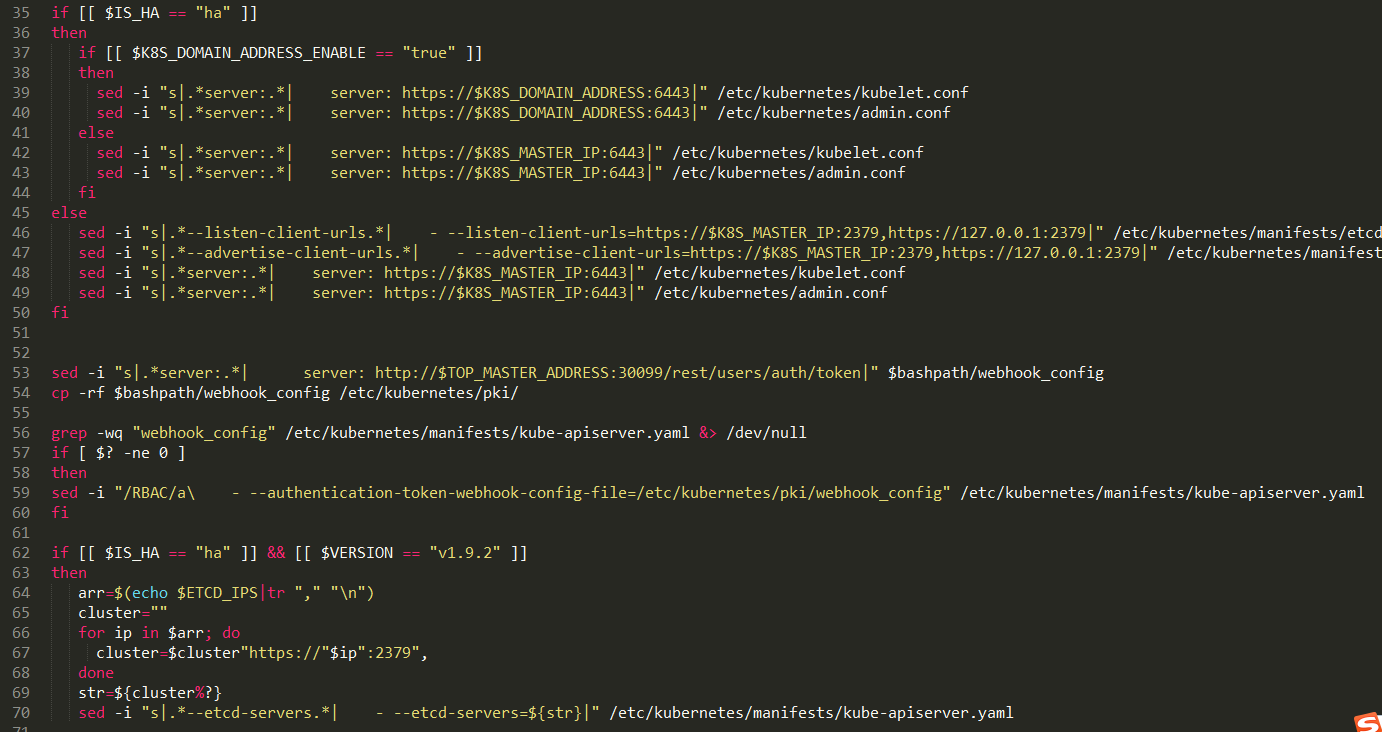 35 if [[ $IS_HA == "ha" ]]
36 then
37 if [[ $K8S_DOMAIN_ADDRESS_ENABLE == "true" ]]
38 then
39 sed -i "s|.*server:.*|    server: https://$K8S_DOMAIN_ADDRESS:6443|" /etc/kubernetes/kubelet.conf
40 sed -i "s|.*server:.*|    server: https://$K8S_DOMAIN_ADDRESS:6443|" /etc/kubernetes/admin.conf
41 else
42 sed -i "s|.*server:.*|    server: https://$K8S_MASTER_IP:6443|" /etc/kubernetes/kubelet.conf
43 sed -i "s|.*server:.*|    server: https://$K8S_MASTER_IP:6443|" /etc/kubernetes/admin.conf
44 fi
45 else
46 sed -i "s|.*--listen-client-urls.*|    - --listen-client-urls=https://$K8S_MASTER_IP:2379,https://127.0.0.1:2379|" /etc/kubernetes/manifests/etcd
47 sed -i "s|.*--advertise-client-urls.*|    - --advertise-client-urls=https://$K8S_MASTER_IP:2379,https://127.0.0.1:2379|" /etc/kubernetes/manifest
48 sed -i "s|.*server:.*|    server: https://$K8S_MASTER_IP:6443|" /etc/kubernetes/kubelet.conf
49 sed -i "s|.*server:.*|    server: https://$K8S_MASTER_IP:6443|" /etc/kubernetes/admin.conf
50 fi
51
52
53 sed -i "s|.*server:.*|      server: http://$TOP_MASTER_ADDRESS:30099/rest/users/auth/token|" $bashpath/webhook_config
54 cp -rf $bashpath/webhook_config /etc/kubernetes/pki/
55
56 grep -wq "webhook_config" /etc/kubernetes/manifests/kube-apiserver.yaml &> /dev/null
57 if [ $? -ne 0 ]
58 then
59 sed -i "/RBAC/a\    - --authentication-token-webhook-config-file=/etc/kubernetes/pki/webhook_config" /etc/kubernetes/manifests/kube-apiserver.yaml
60 fi
61
62 if [[ $IS_HA == "ha" ]] && [[ $VERSION == "v1.9.2" ]]
63 then
64 arr=$(echo $ETCD_IPS|tr "," "\n")
65 cluster=""
66 for ip in $arr; do
67 cluster=$cluster"https://"$ip":2379",
68 done
69 str=${cluster%?}
70 sed -i "s|.*--etcd-servers.*|    - --etcd-servers=${str}|" /etc/kubernetes/manifests/kube-apiserver.yaml
71